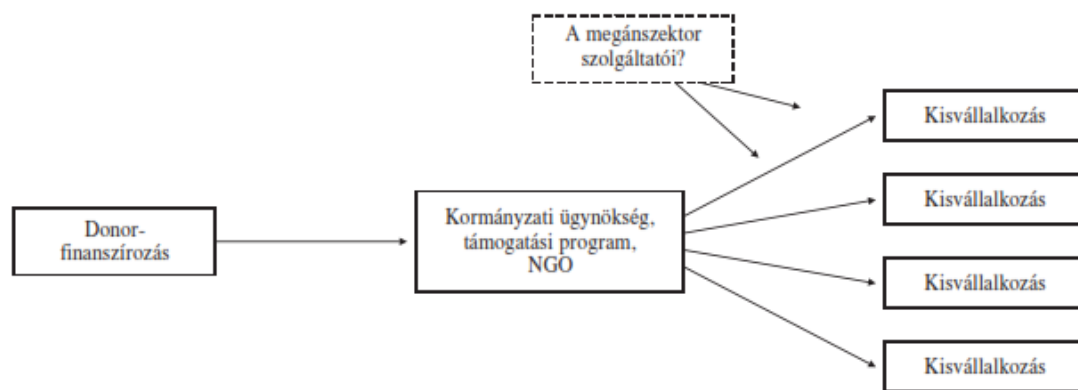 A megánszektor
szolgáltatói?
Kisvállalkozás
Kisvállalkozás
Donor-
finanszírozás
Kormányzati ügynökség,
támogatási program,
NGO
Kisvállalkozás
Kisvállalkozás